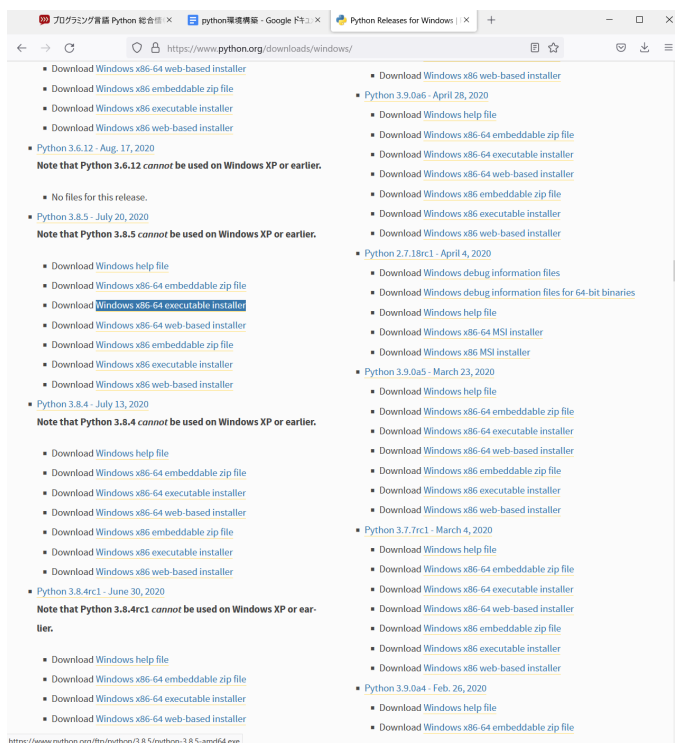 プログラミング言語 Python 総合情
python環境構築 - Google ドキュ
Python Releases for Windows |
https://www.python.org/downloads/windows/
Download Windows x86-64 web-based installer
Download Windows x86 embeddable zip file
Download Windows x86 executable installer
Download Windows x86 web-based installer
Python 3.6.12 - Aug. 17, 2020
Note that Python 3.6.12 cannot be used on Windows XP or earlier.
No files for this release.
Python 3.8.5 - July 20, 2020
Note that Python 3.8.5 cannot be used on Windows XP or earlier.
Download Windows help file
Download Windows x86-64 embeddable zip file
Download Windows x86-64 executable installer
Download Windows x86-64 web-based installer
Download Windows x86 embeddable zip file
Download Windows x86 executable installer
Download Windows x86 web-based installer
Python 3.8.4 - July 13, 2020
Note that Python 3.8.4 cannot be used on Windows XP or earlier.
Download Windows help file
Download Windows x86-64 embeddable zip file
Download Windows x86-64 executable installer
Download Windows x86-64 web-based installer
Download Windows x86 embeddable zip file
Download Windows x86 executable installer
Download Windows x86 web-based installer
Python 3.8.4rc1 - June 30, 2020
Note that Python 3.8.4rc1 cannot be used on Windows XP or ear-
lier.
Download Windows help file
Download Windows x86-64 embeddable zip file
Download Windows x86-64 executable installer
Download Windows x86-64 web-based installer
https://www.python.org/ftp/python/3.8.5/python-3.8.5-amd64.exe
Download Windows x86 web-based installer
Python 3.9.0a6 - April 28, 2020
Download Windows help file
Download Windows x86-64 embeddable zip file
Download Windows x86-64 executable installer
Download Windows x86-64 web-based installer
Download Windows x86 embeddable zip file
Download Windows x86 executable installer
Download Windows x86 web-based installer
Python 2.7.18rc1 - April 4, 2020
Download Windows debug information files
Download Windows debug information files for 64-bit binaries
Download Windows help file
Download Windows x86-64 MSI installer
Download Windows x86 MSI installer
Python 3.9.0a5 - March 23, 2020
Download Windows help file
Download Windows x86-64 embeddable zip file
Download Windows x86-64 executable installer
Download Windows x86-64 web-based installer
Download Windows x86 embeddable zip file
Download Windows x86 executable installer
Download Windows x86 web-based installer
Python 3.7.7rc1 - March 4, 2020
Download Windows help file
Download Windows x86-64 embeddable zip file
Download Windows x86-64 executable installer
Download Windows x86-64 web-based installer
Download Windows x86 embeddable zip file
Download Windows x86 executable installer
Download Windows x86 web-based installer
Python 3.9.0a4 - Feb. 26, 2020
Download Windows help file
Download Windows x86-64 embeddable zip file